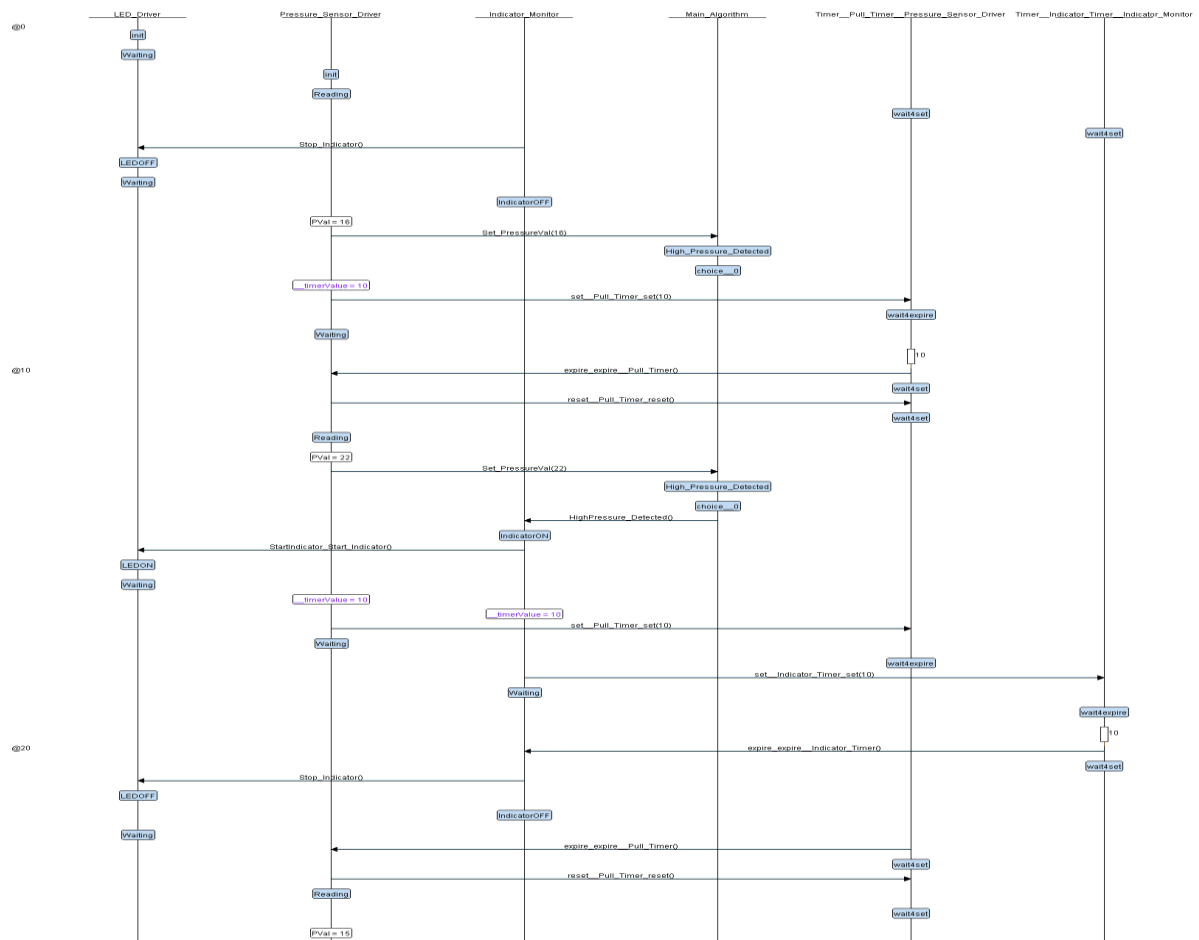 LED_Driver Pressure_Sensor_Driver Indicator_Monitor Main_Algorithm Timer__Pull_Timer__Pressure_Sensor_Driver Timer__Indicator_Timer__Indicator_Monitor
@0
init
Waiting
init
Reading
wait4set
wait4set
Stop_Indicator()
LEDOFF
Waiting
IndicatorOFF
PVal = 16
Set_PressureVal(16)
High_Pressure_Detected
choice__0
__timerValue = 10
set__Pull_Timer_set(10)
wait4expire
Waiting
10
@10
expire_expire__Pull_Timer()
wait4set
reset__Pull_Timer_reset()
wait4set
Reading
PVal = 22
Set_PressureVal(22)
High_Pressure_Detected
choice__0
HighPressure_Detected()
IndicatorON
StartIndicator_Start_Indicator()
LEDON
Waiting
__timerValue = 10
__timerValue = 10
set__Pull_Timer_set(10)
Waiting
wait4expire
set__Indicator_Timer_set(10)
Waiting
wait4expire
10
@20
expire_expire__Indicator_Timer()
wait4set
Stop_Indicator()
LEDOFF
IndicatorOFF
Waiting
expire_expire__Pull_Timer()
wait4set
reset__Pull_Timer_reset()
Reading
wait4set
PVal = 15